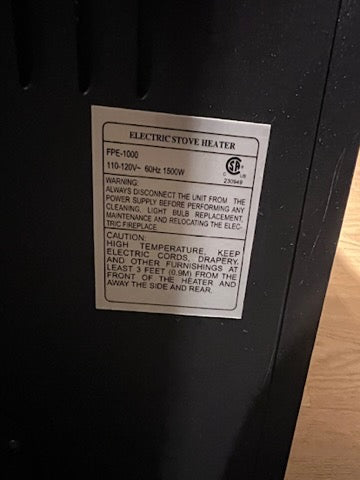 ELECTRIC STOVE HEATER
FPE-1000
110-120V~ 60Hz 1500W
C US
230949
WARNING:
ALWAYS DISCONNECT THE UNIT FROM THE
POWER SUPPLY BEFORE PERFORMING ANY
CLEANING, LIGHT BULB REPLACEMENT,
MAINTENANCE AND RELOCATING THE ELEC-
TRIC FIREPLACE
CAUTION:
HIGH TEMPERATURE, KEEP
ELECTRIC CORDS, DRAPERY,
AND OTHER FURNISHINGS AT
LEAST 3 FEET (0.9M) FROM THE
FRONT OF THE HEATER AND
AWAY THE SIDE AND REAR.